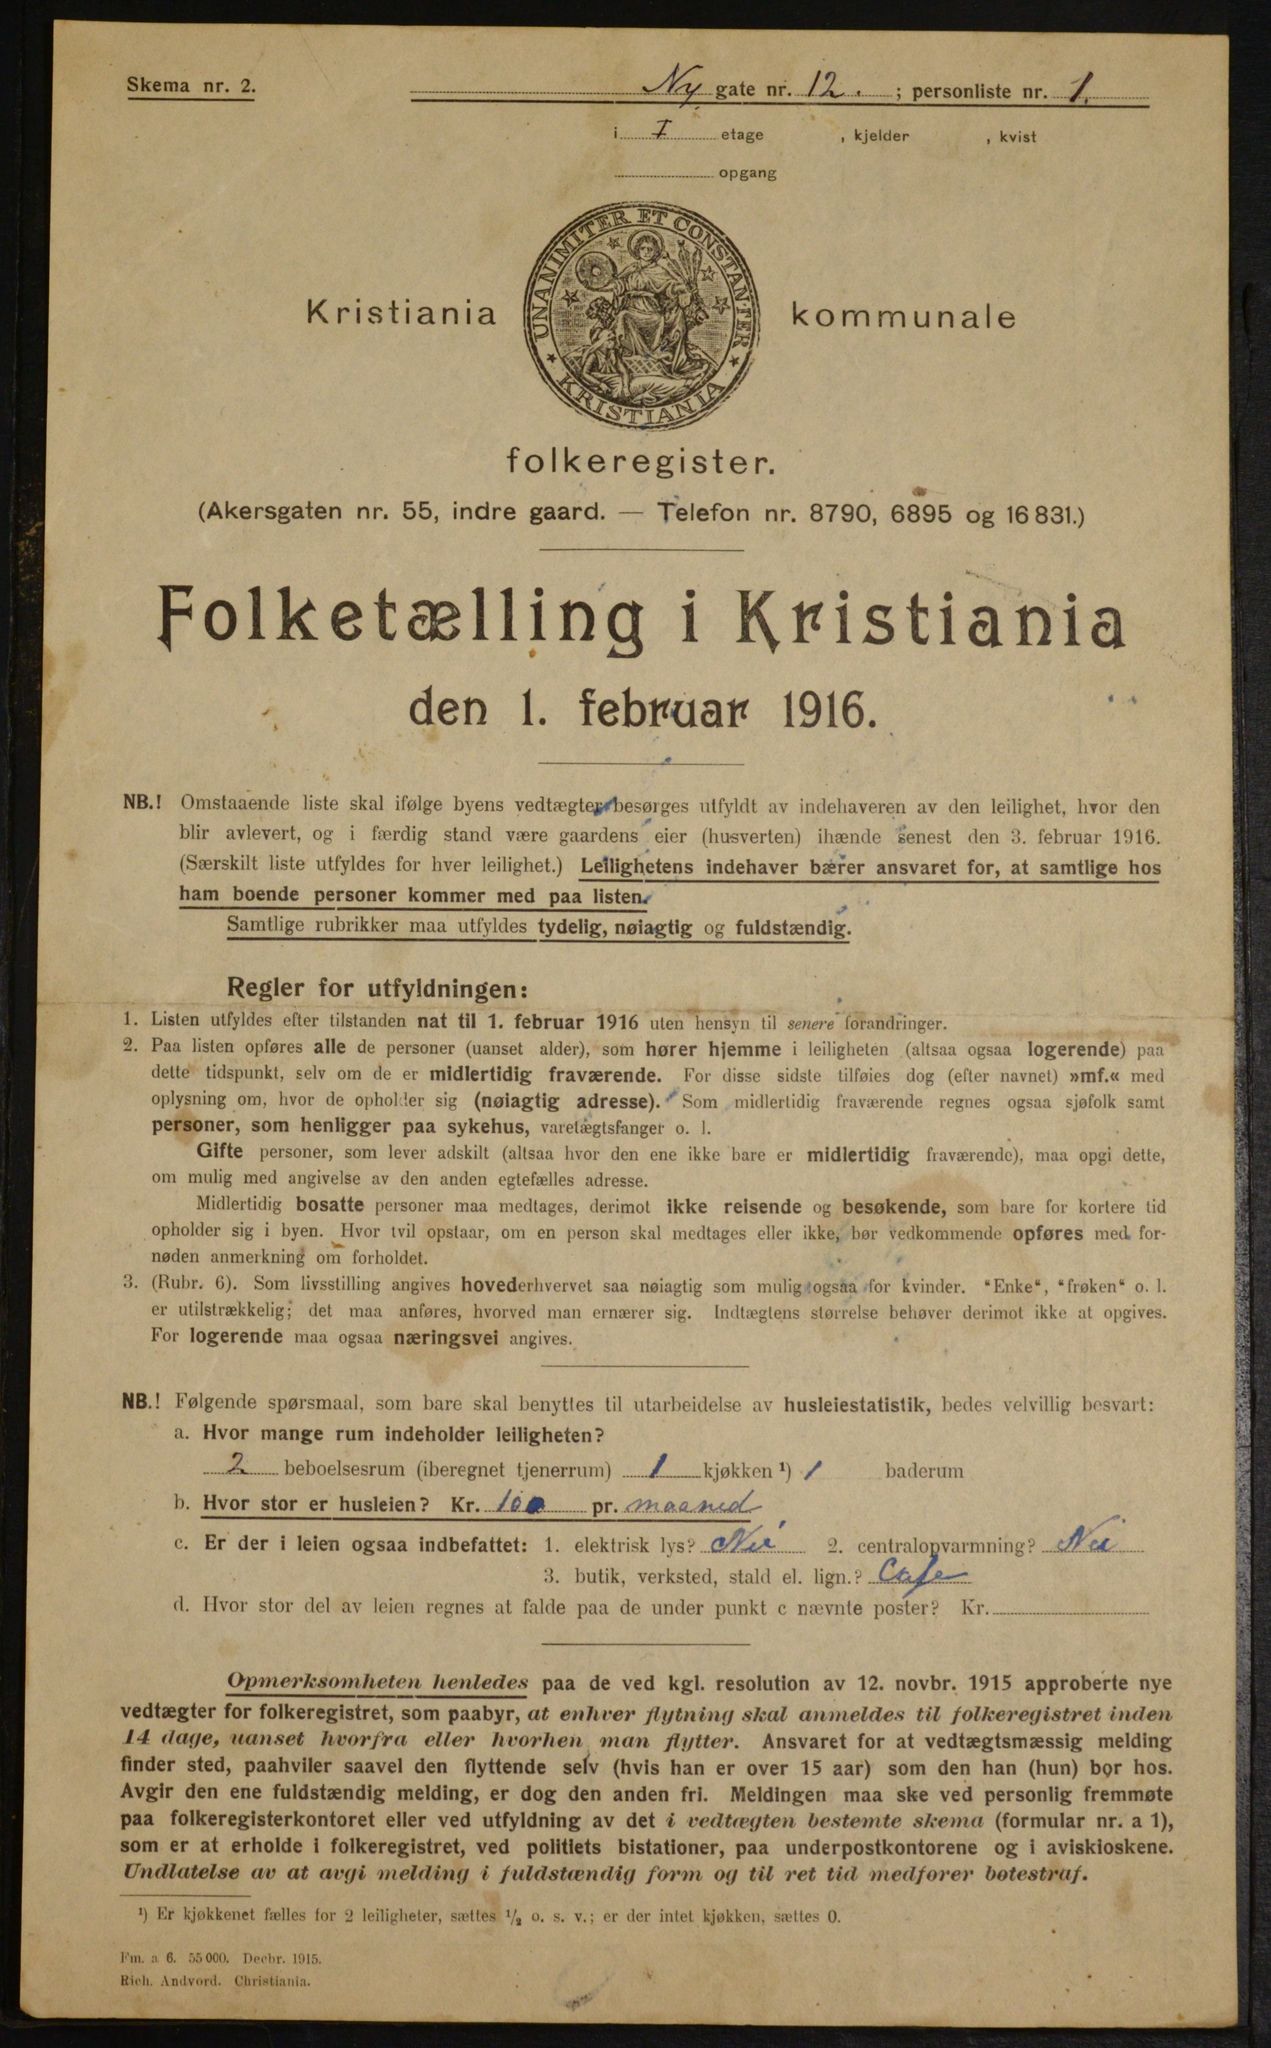 Skema nr. 2.
Ny gate nr. 12. ; personliste nr. 1.
i I etage , kjelder , kvist
opgang
UNANIMITER ET CONSTANTER
★ KRISTIANIA ★
Kristiania kommunale
folkeregister.
(Akersgaten nr. 55, indre gaard. — Telefon nr. 8790, 6895 og 16 831.)
Folketælling i Kristiania
den 1. februar 1916.
NB.! Omstaaende liste skal ifølge byens vedtægter besørges utfyldt av indehaveren av den leilighet, hvor den
blir avlevert, og i færdig stand være gaardens eier (husverten) ihænde senest den 3. februar 1916.
(Særskilt liste utfyldes for hver leilighet.) Leilighetens indehaver bærer ansvaret for, at samtlige hos
ham boende personer kommer med paa listen.
Samtlige rubrikker maa utfyldes tydelig, nøiagtig og fuldstændig.
Regler for utfyldningen:
1. Listen utfyldes efter tilstanden nat til 1. februar 1916 uten hensyn til senere forandringer.
2. Paa listen opføres alle de personer (uanset alder), som hører hjemme i leiligheten (altsaa ogsaa logerende) paa
dette tidspunkt, selv om de er midlertidig fraværende. For disse sidste tilføies dog (efter navnet) »mf.« med
oplysning om, hvor de opholder sig (nøiagtig adresse). Som midlertidig fraværende regnes ogsaa sjøfolk samt
personer, som henligger paa sykehus, varetægtsfanger o. l.
Gifte personer, som lever adskilt (altsaa hvor den ene ikke bare er midlertidig fraværende), maa opgi dette,
om mulig med angivelse av den anden egtefælles adresse.
Midlertidig bosatte personer maa medtages, derimot ikke reisende og besøkende, som bare for kortere tid
opholder sig i byen. Hvor tvil opstaar, om en person skal medtages eller ikke, bør vedkommende opføres med for-
nøden anmerkning om forholdet.
3. (Rubr. 6). Som livsstilling angives hovederhvervet saa nøiagtig som mulig ogsaa for kvinder. "Enke", "frøken" o. l.
er utilstrækkelig; det maa anføres, hvorved man ernærer sig. Indtægtens størrelse behøver derimot ikke at opgives.
For logerende maa ogsaa næringsvei angives.
NB.! Følgende spørsmaal, som bare skal benyttes til utarbeidelse av husleiestatistik, bedes velvillig besvart:
a. Hvor mange rum indeholder leiligheten?
2 beboelsesrum (iberegnet tjenerrum) 1 kjøkken ¹) 1 baderum
b. Hvor stor er husleien? Kr. 100 pr. maaned
c. Er der i leien ogsaa indbefattet: 1. elektrisk lys? Nei 2. centralopvarmning? Nei
3. butik, verksted, stald el. lign.? Cafe
d. Hvor stor del av leien regnes at falde paa de under punkt c nævnte poster? Kr.
Opmerksomheten henledes paa de ved kgl. resolution av 12. novbr. 1915 approberte nye
vedtægter for folkeregistret, som paabyr, at enhver flytning skal anmeldes til folkeregistret inden
14 dage, uanset hvorfra eller hvorhen man flytter. Ansvaret for at vedtægtsmæssig melding
finder sted, paahviler saavel den flyttende selv (hvis han er over 15 aar) som den han (hun) bor hos.
Avgir den ene fuldstændig melding, er dog den anden fri. Meldingen maa ske ved personlig fremmøte
paa folkeregisterkontoret eller ved utfyldning av det i vedtægten bestemte skema (formular nr. a 1),
som er at erholde i folkeregistret, ved politiets bistationer, paa underpostkontorene og i aviskioskene.
Undlatelse av at avgi melding i fuldstændig form og til ret tid medfører bøtestraf.
¹) Er kjøkkenet fælles for 2 leiligheter, sættes ½ o. s. v.; er der intet kjøkken, sættes 0.
Fm. a 6. 55 000. Decbr. 1915.
Rich. Andvord. Christiania.